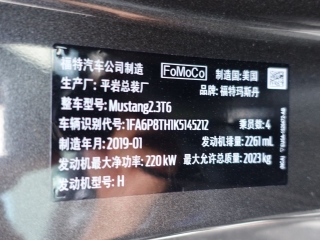 福特汽车公司制造 FoMoCo 制造国:美国
生产厂:平岩总装厂 品牌:福特玛斯丹
整车型号:Mustang2.3T6
车辆识别代号:1FA6P8TH1K5145212 乘员数:4
制造年月:2019-01 发动机排量:2261 mL
发动机最大净功率:220 kW 最大允许总质量:2023kg
发动机型号:H